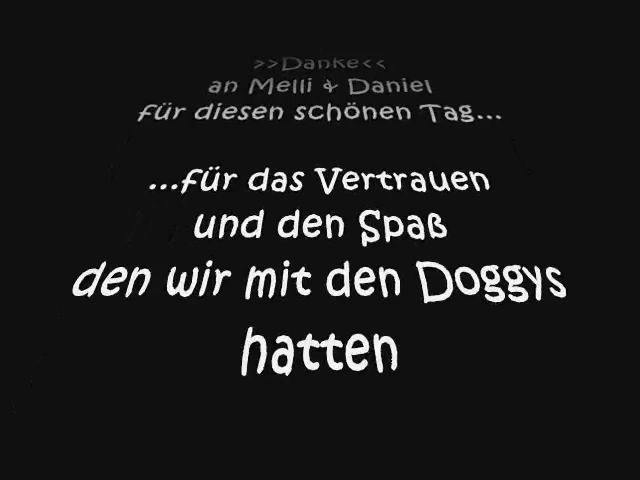 >>Danke<<
an Melli & Daniel
für diesen schönen Tag...
...für das Vertrauen
und den Spaß
den wir mit den Doggys
hatten